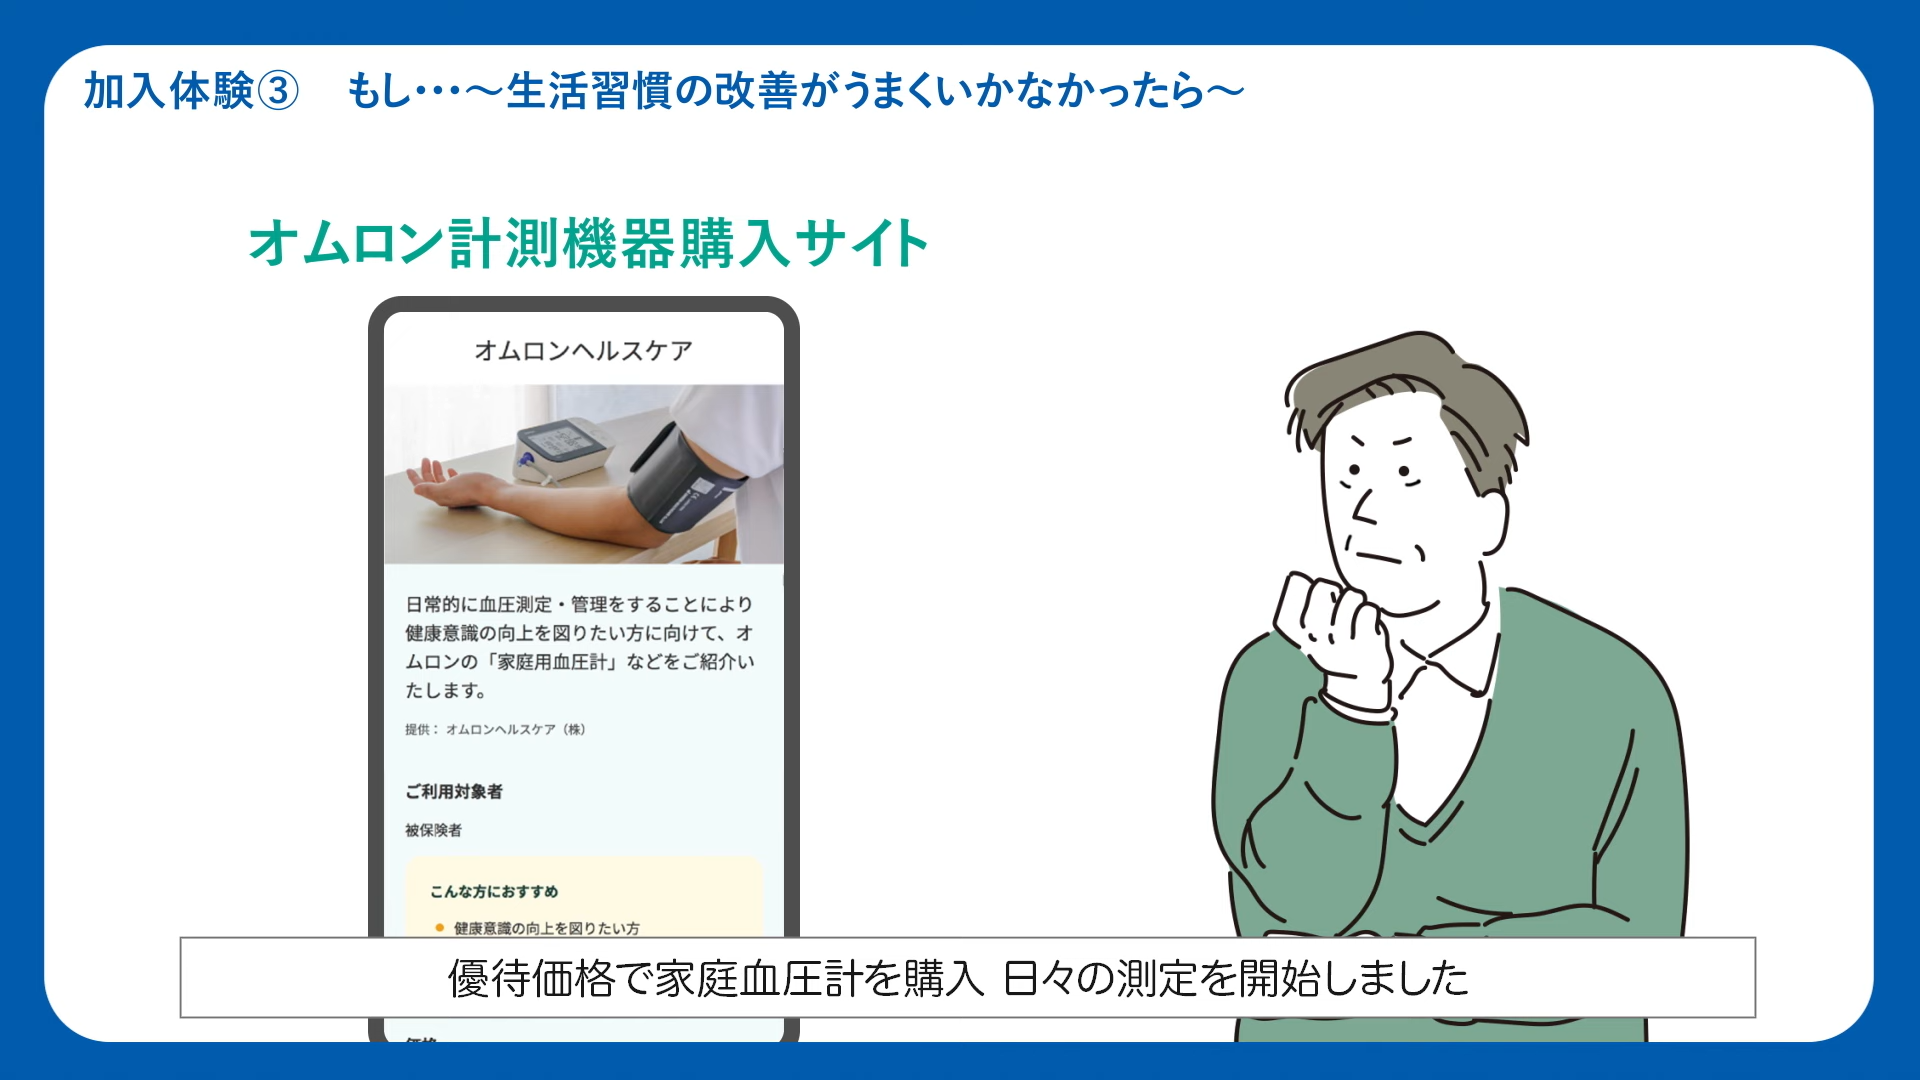 加入体験③　もし・・・～生活習慣の改善がうまくいかなかったら～
オムロン計測機器購入サイト
オムロンヘルスケア
日常的に血圧測定・管理をすることにより
健康意識の向上を図りたい方に向けて、オ
ムロンの「家庭用血圧計」などをご紹介い
たします。
提供： オムロンヘルスケア（株）
ご利用対象者
被保険者
こんな方におすすめ
健康意識の向上を図りたい方
優待価格で家庭血圧計を購入 日々の測定を開始しました